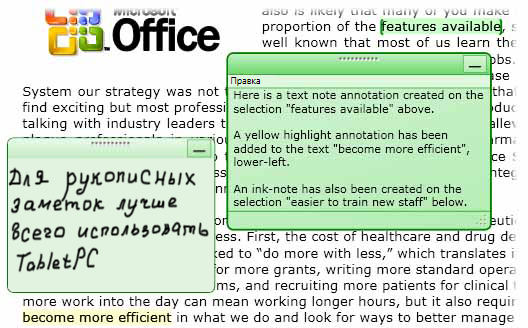 Microsoft
Office
also is likely that many of you make
proportion of the features available, s
well known that most of us learn the
obs.
use
Правка
Here is a text note annotation created on the
selection "features available" above.
A yellow highlight annotation has been
added to the text "become more efficient",
lower-left.
An ink-note has also been created on the
selection "easier to train new staff" below.
System our strategy was not
find exciting but most
talking with industry leaders
Для рукописных
заметок лучше
всего использовать
TabletPC
ess. First, the cost of healthcare and drug de
ked to “do more with less,” which translates i
for more grants, writing more standard opera
ms, and recruiting more patients for clinical
more work into the day can mean working longer hours, but it also requir
become more efficient in what we do and look for ways to better manage